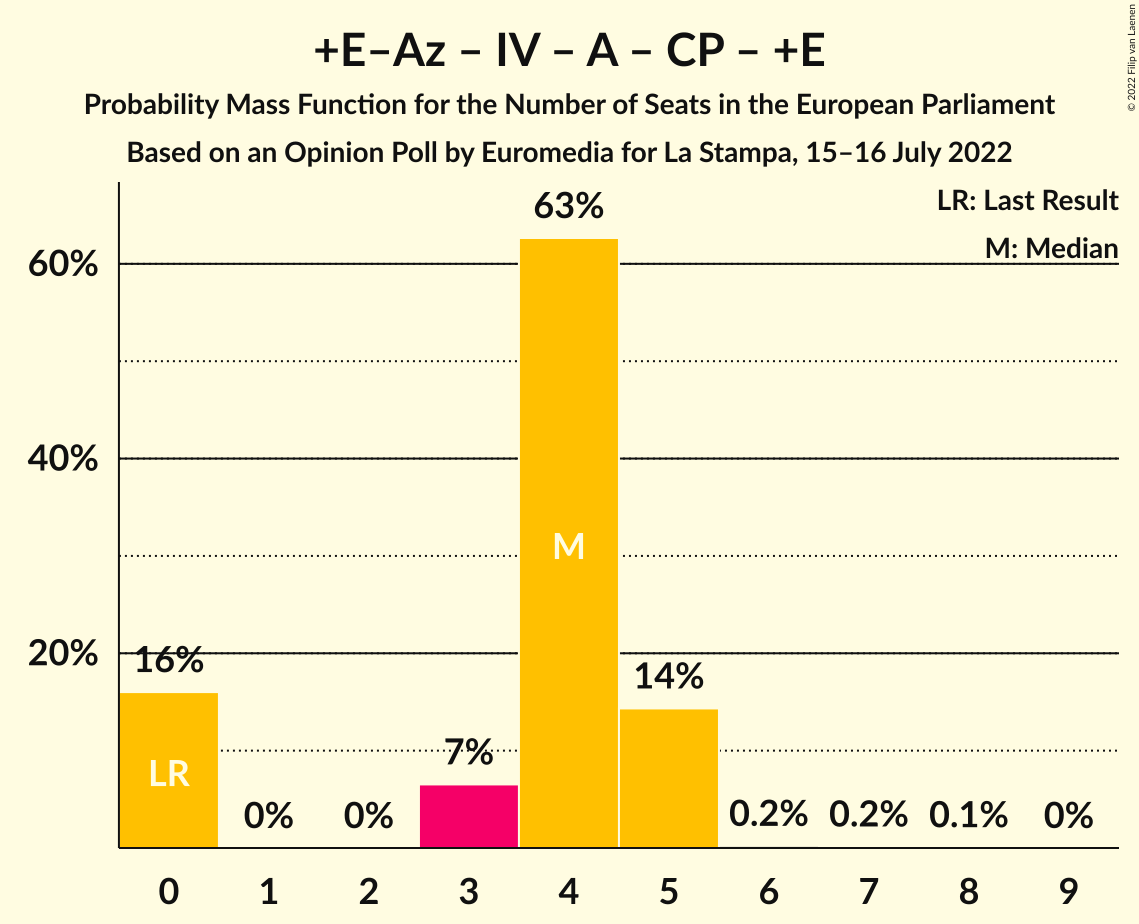 +E–Az – IV – A – CP – +E
Probability Mass Function for the Number of Seats in the European Parliament
Based on an Opinion Poll by Euromedia for La Stampa, 15–16 July 2022
© 2022 Filip van Laenen
LR: Last Result
M: Median
63%
60%
40%
M
20%
16%
14%
7%
LR
0%
0%
0.2%
0.2%
0.1%
0%
0 1 2 3 4 5 6 7 8 9